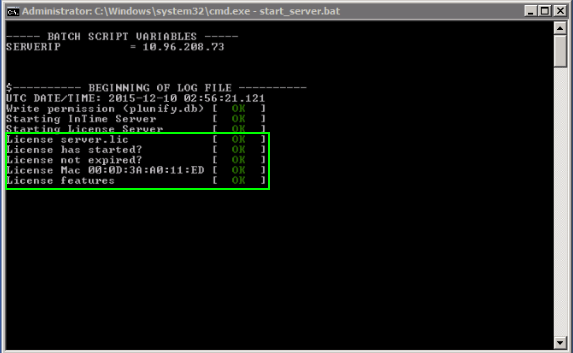 Administrator: C:\Windows\system32\cmd.exe - start_server.bat
----- BATCH SCRIPT VARIABLES -----
SERVERIP = 10.96.208.73
$---------- BEGINNING OF LOG FILE ----------
UTC DATE/TIME: 2015-12-10 02:56:21.121
Write permission (plunify.db) [ OK ]
Starting InTime Server [ OK ]
Starting License Server [ OK ]
License server.lic [ OK ]
License has started? [ OK ]
License not expired? [ OK ]
License Mac 00:0D:3A:A0:11:ED [ OK ]
License features [ OK ]